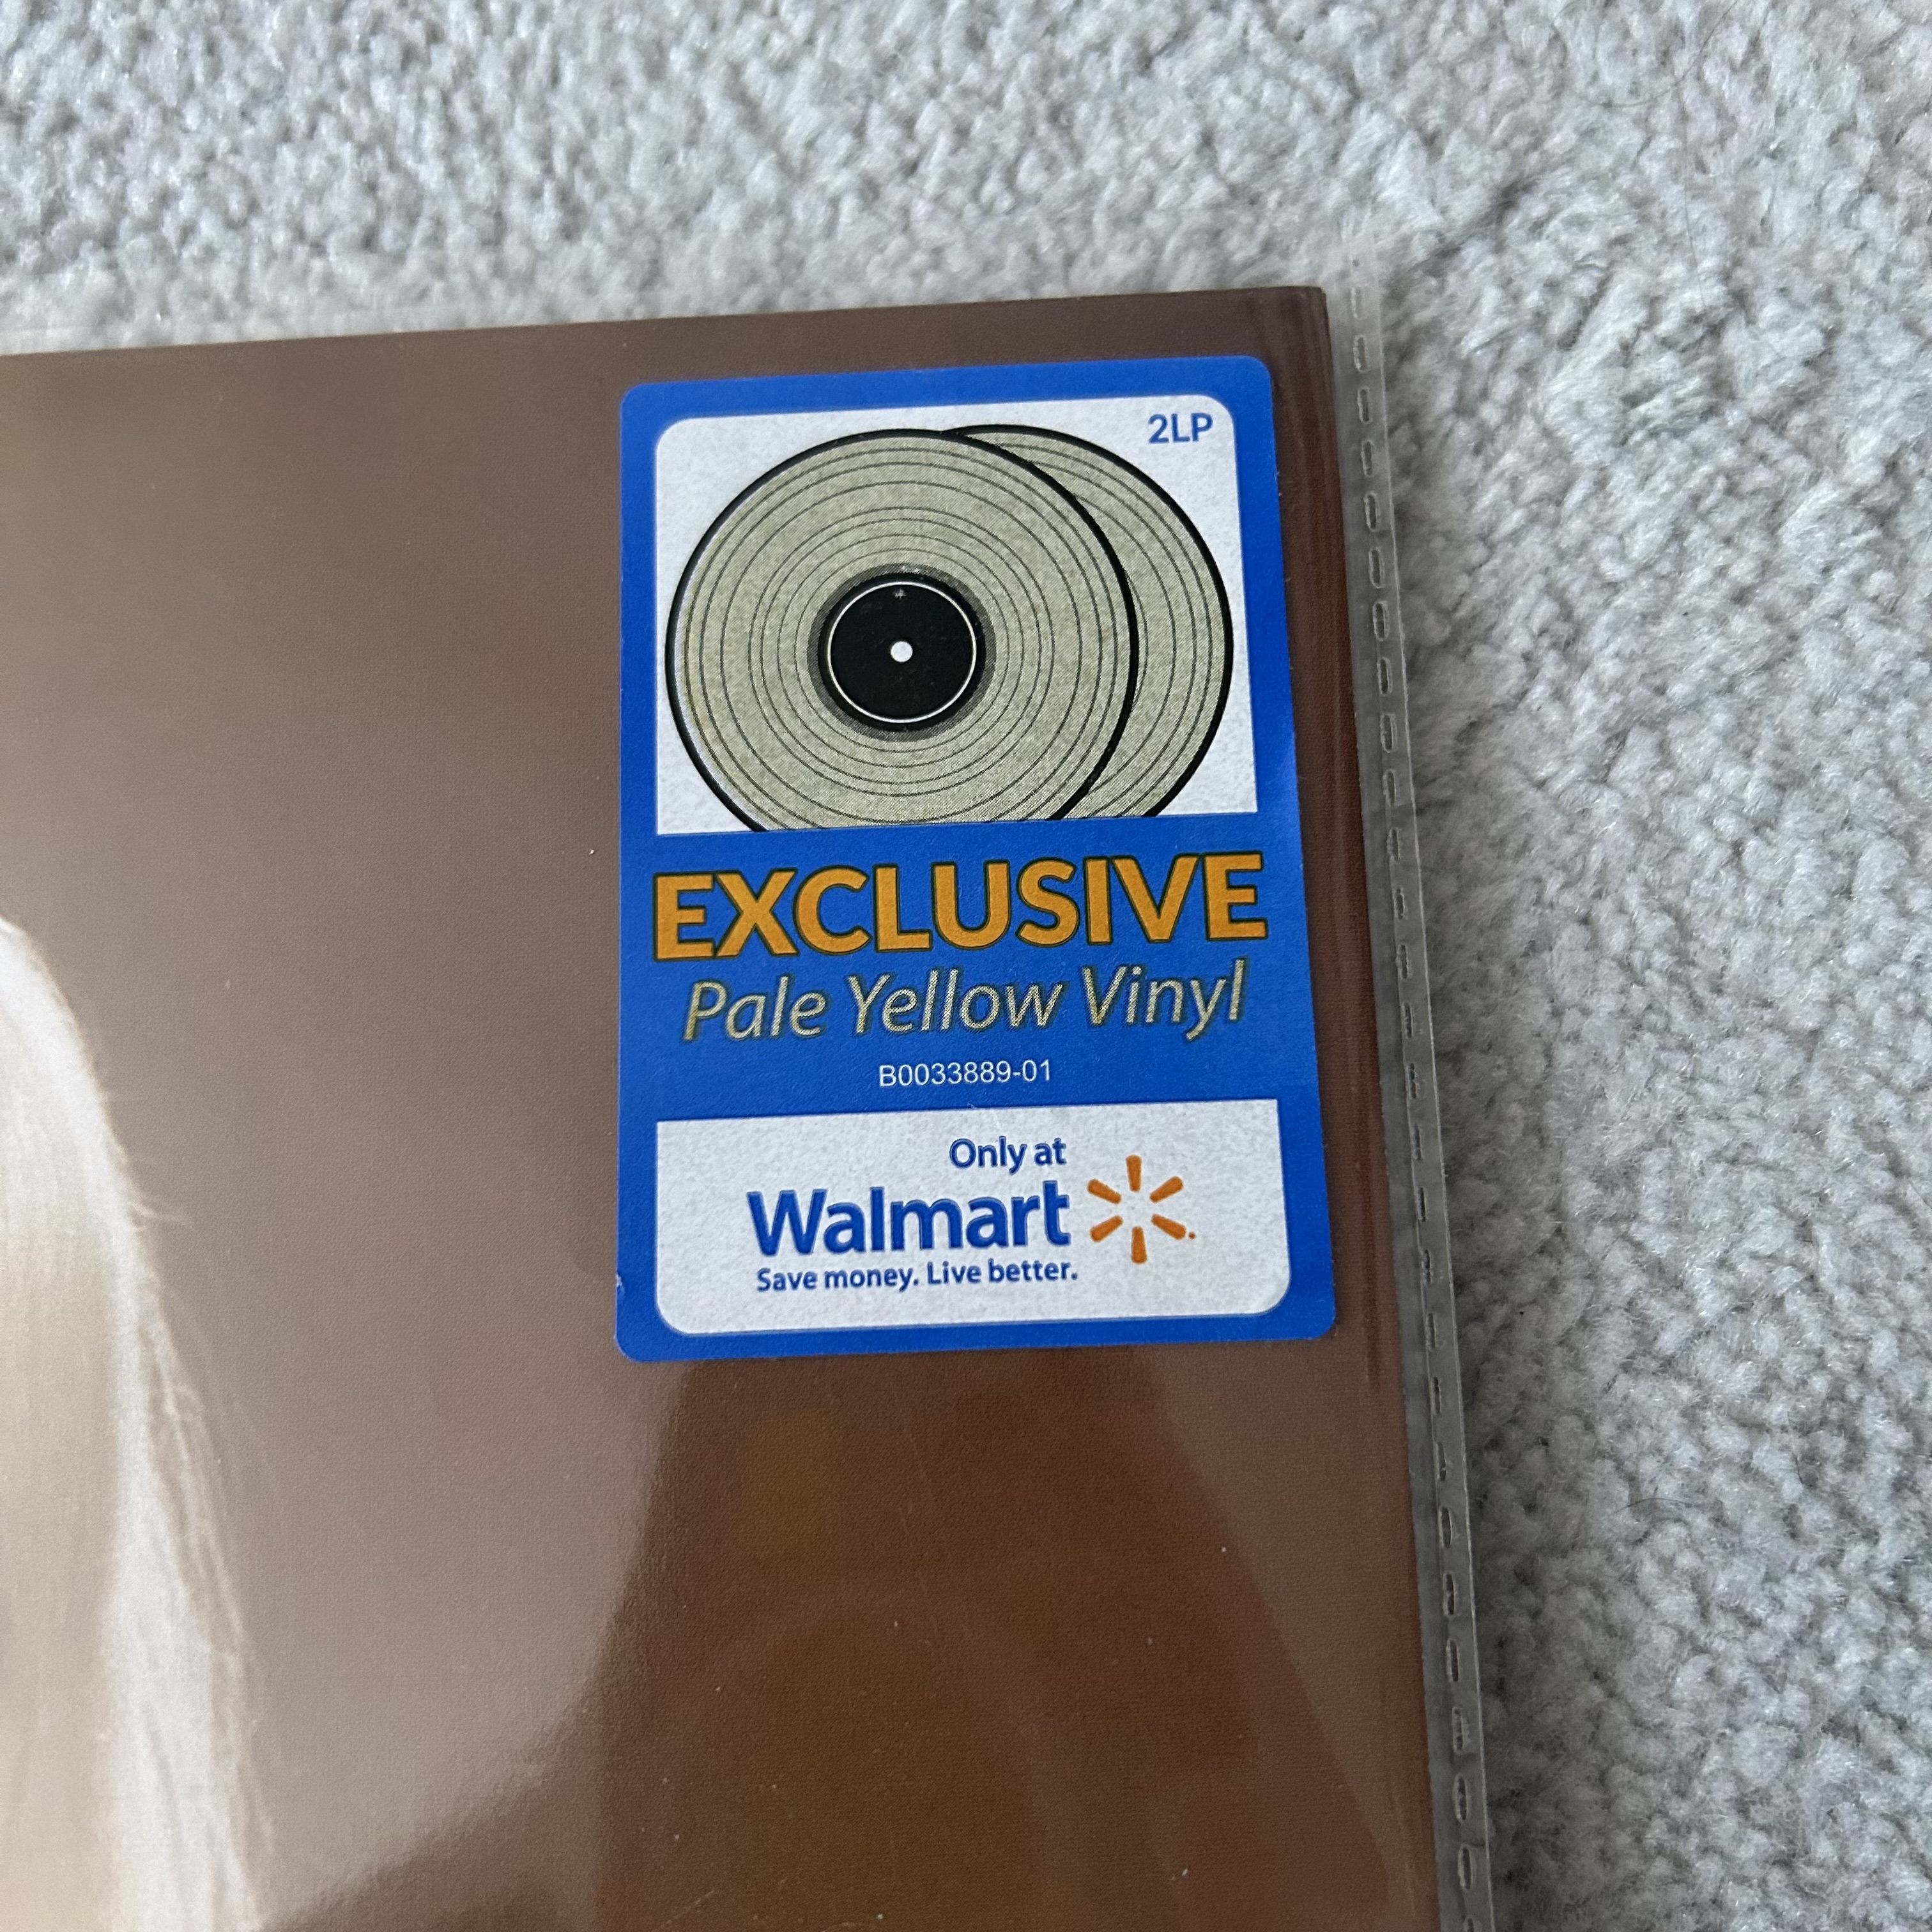 2LP
EXCLUSIVE
Pale Yellow Vinyl
B0033889-01
Only at
Walmart
Save money. Live better.